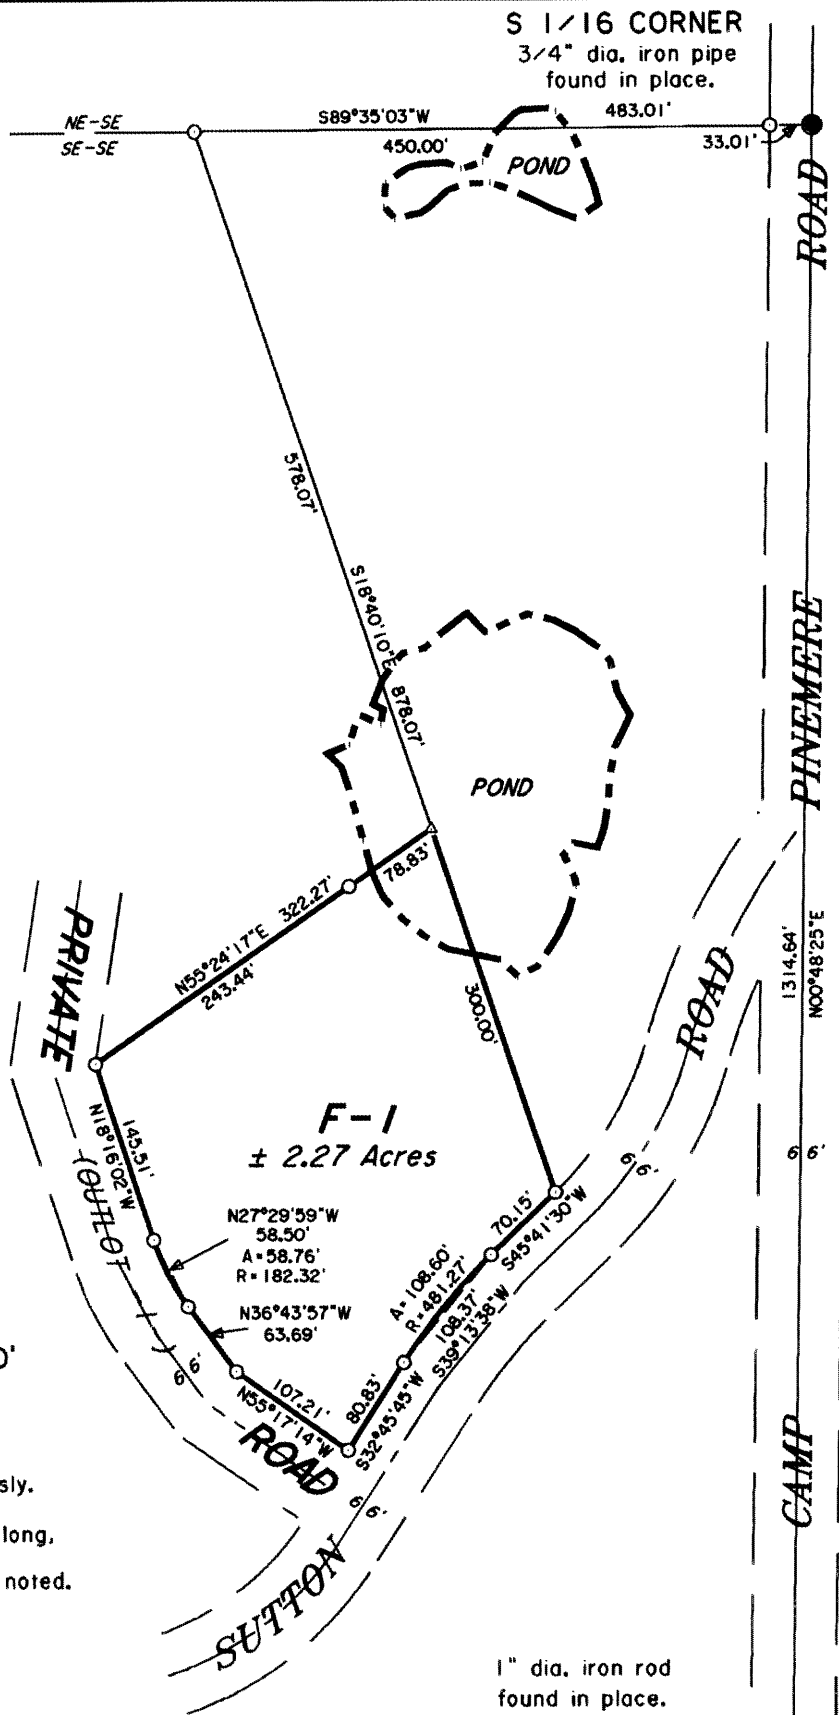 S 1/16 CORNER
3/4" dia. iron pipe
found in place.
NE-SE
SE-SE
S89°35'03"W
483.01'
450.00'
33.01'
POND
ROAD
578.07'
S18°40'10"E 878.07'
PINEMERE
POND
78.83'
N55°24'17"E 322.27'
243.44'
PRIVATE
300.00'
ROAD
1314.64'
N00°48'25"E
F-1
± 2.27 Acres
66'
66'
145.51'
N18°16'02"W
(OUTLOT 1)
N27°29'59"W
58.50'
A=58.76'
R=182.32'
N36°43'57"W
63.69'
70.15'
S45°41'30"W
A=108.60'
R=481.27'
108.37'
S39°13'38"W
0'
66'
107.21'
N55°17'14"W
80.83'
S32°45'45"W
ROAD
CAMP
sly.
66'
long,
noted.
SUTTON
1" dia. iron rod
found in place.